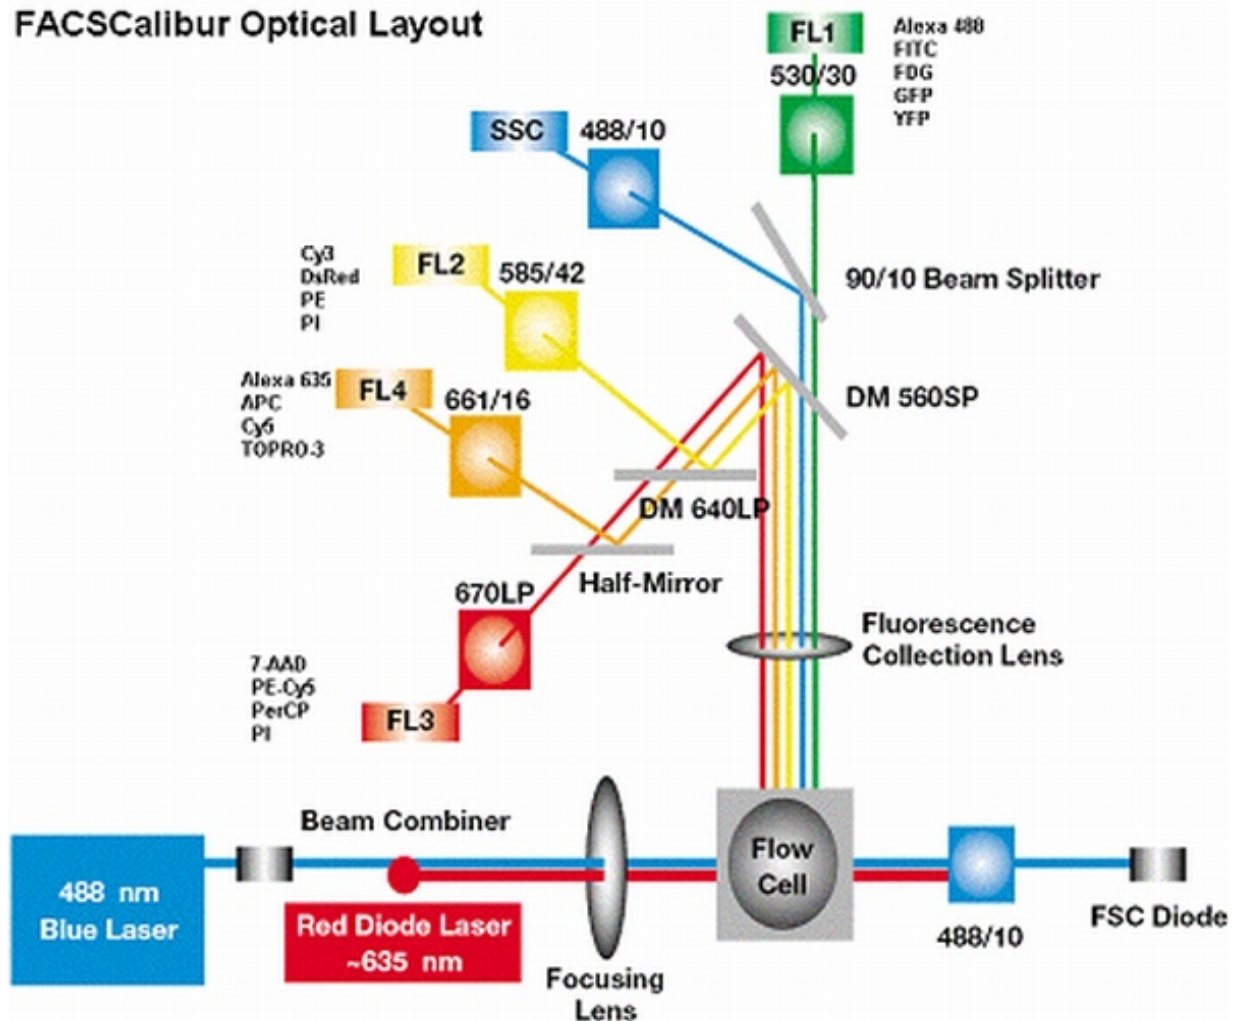 FACSCalibur Optical Layout
FL1
530/30
Alexa 488
FITC
FDG
GFP
YFP
SSC
488/10
90/10 Beam Splitter
Cy3
DsRed
PE
PI
FL2
585/42
DM 560SP
Alexa 635
APC
Cy5
TOPRO-3
FL4
661/16
DM 640LP
Half-Mirror
670LP
7-AAD
PE-Cy5
PerCP
PI
FL3
Fluorescence
Collection Lens
Beam Combiner
488 nm
Blue Laser
Red Diode Laser
~635 nm
Focusing
Lens
Flow
Cell
488/10
FSC Diode